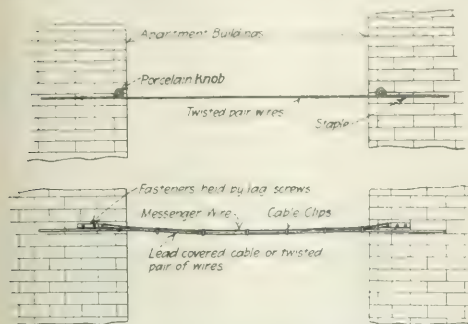 Apartment Buildings
Porcelain Knob
Twisted pair wires
Staple
Fasteners held by lag screws
Messenger Wire
Cable Clips
Lead covered cable or twisted
pair of wires